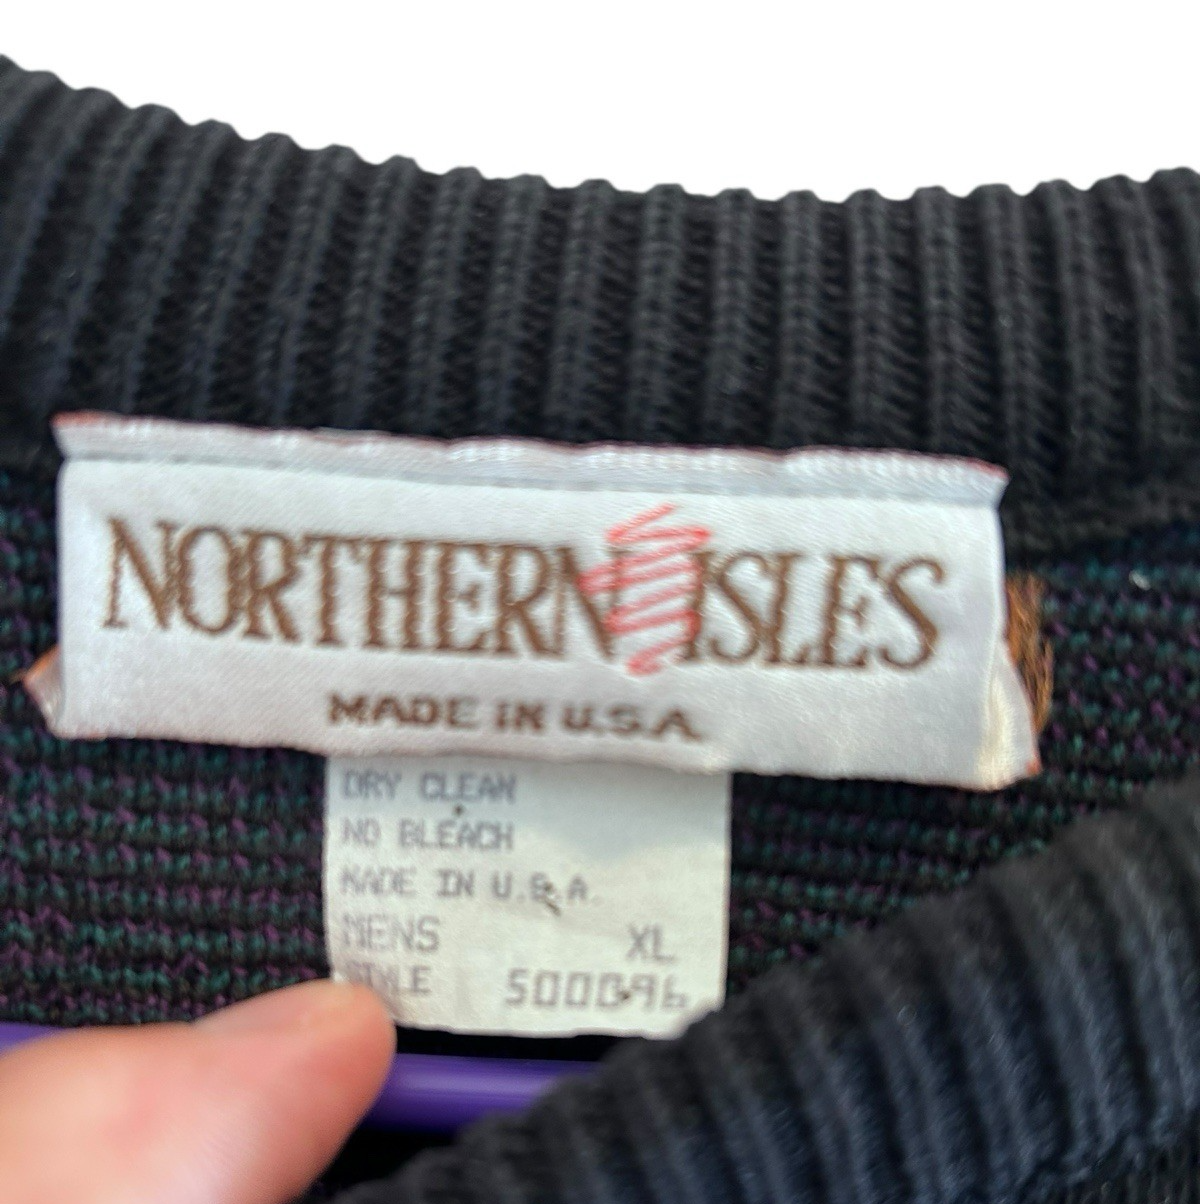 NORTHERN ISLES
MADE IN U.S.A.
DRY CLEAN
NO BLEACH
MADE IN U.S.A.
MENS XL
STYLE 500096